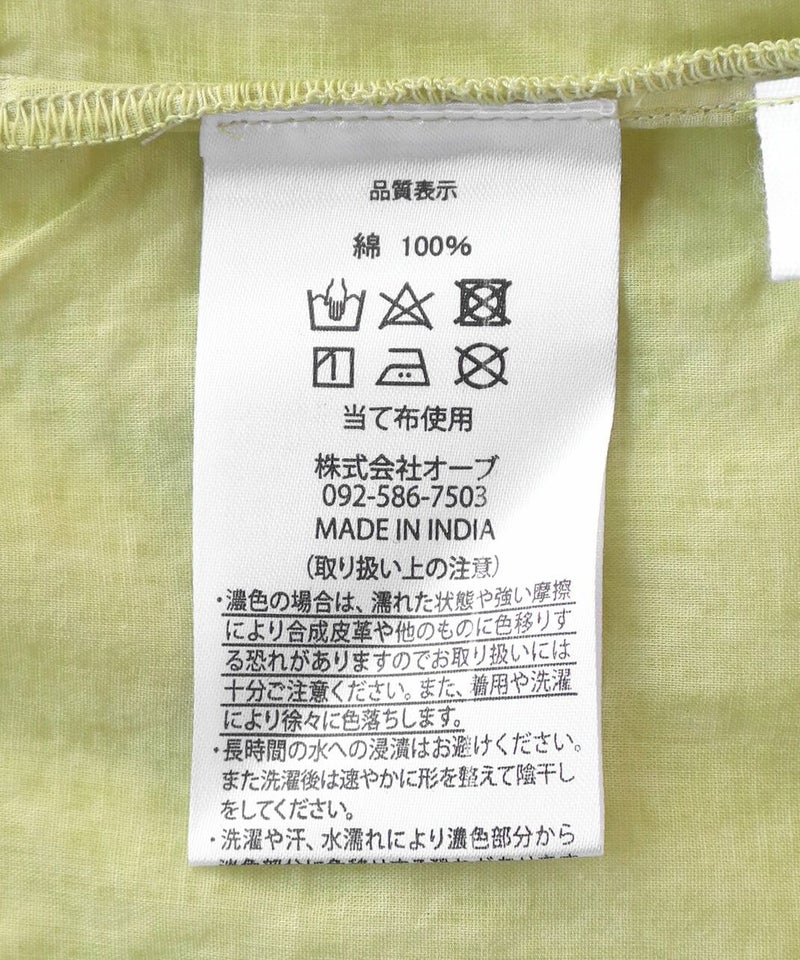 品質表示
綿 100%
当て布使用
株式会社オーブ
092-586-7503
MADE IN INDIA
(取り扱い上の注意)
・濃色の場合は、濡れた状態や強い摩擦
により合成皮革や他のものに色移りす
る恐れがありますのでお取り扱いには
十分ご注意ください。また、着用や洗濯
により徐々に色落ちします。
・長時間の水への浸漬はお避けください。
また洗濯後は速やかに形を整えて陰干し
をしてください。
・洗濯や汗、水濡れにより濃色部分から